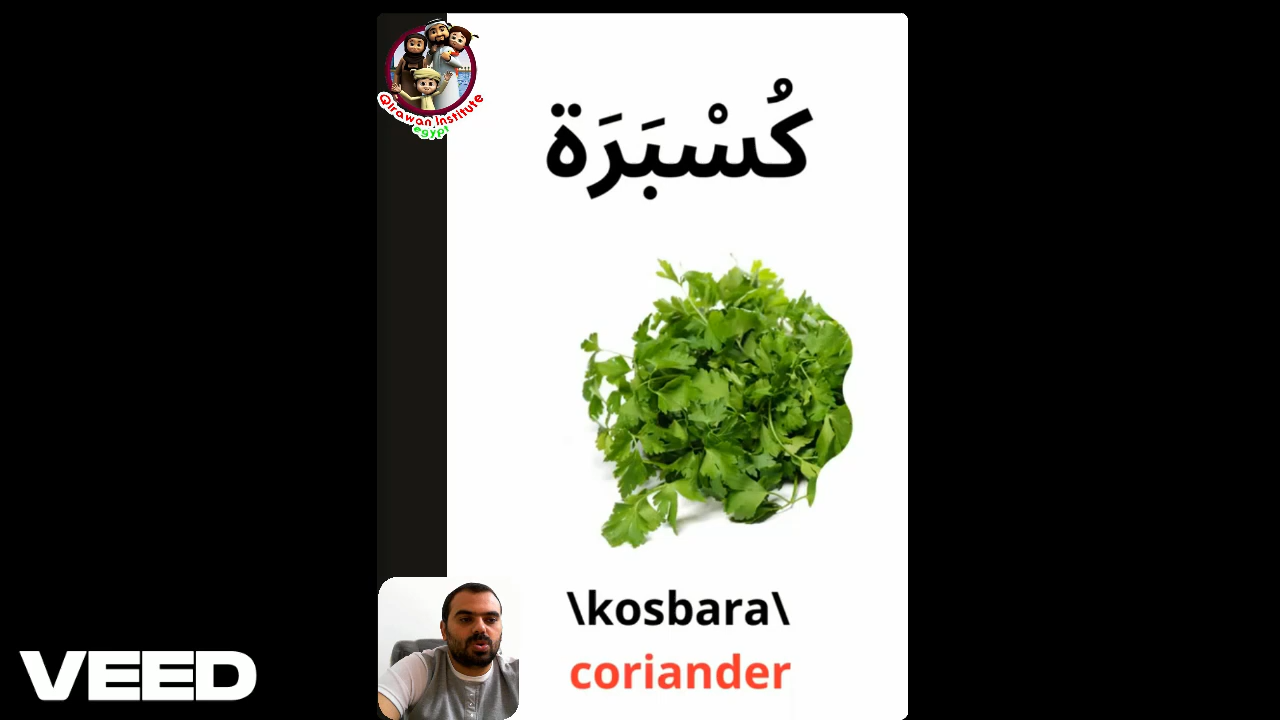 Qirawan Institute
egypt
كُسْبَرَة
\kosbara\
coriander
VEED